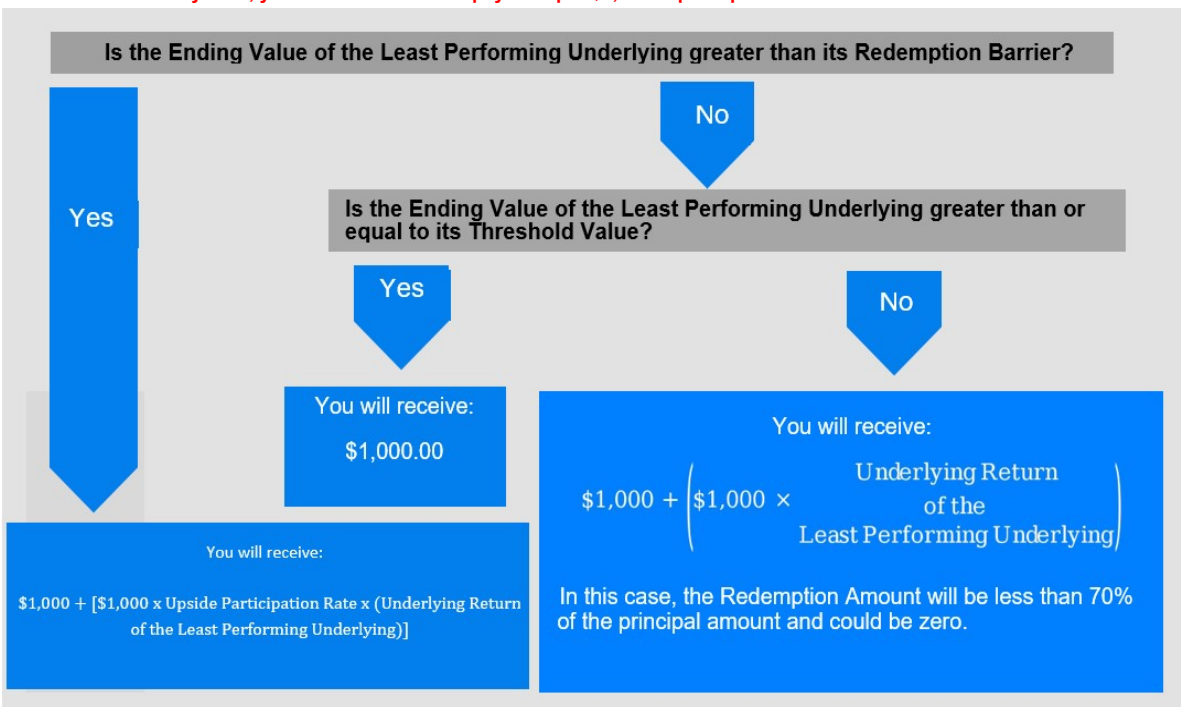 Is the Ending Value of the Least Performing Underlying greater than its Redemption Barrier?
No
Yes
Is the Ending Value of the Least Performing Underlying greater than or
equal to its Threshold Value?
Yes
No
You will receive:
$1,000.00
You will receive:
$1,000 + ($1,000 × Underlying Return
of the
Least Performing Underlying)
In this case, the Redemption Amount will be less than 70%
of the principal amount and could be zero.
You will receive:
$1,000 + [$1,000 x Upside Participation Rate x (Underlying Return
of the Least Performing Underlying)]